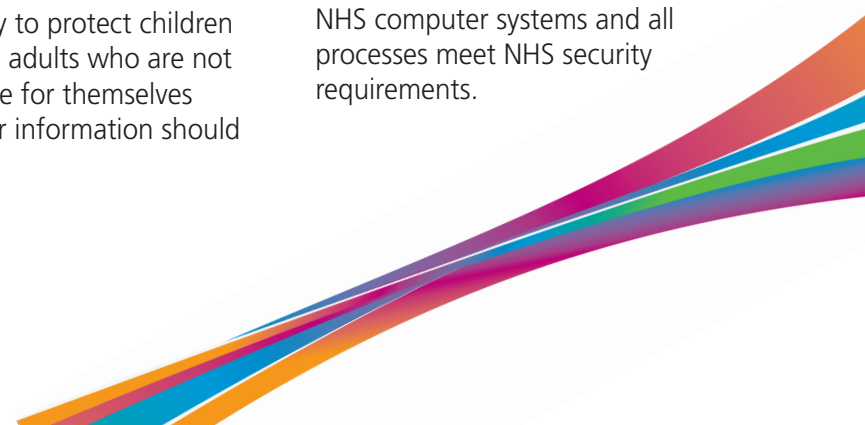 y to protect children
adults who are not
e for themselves
r information should
NHS computer systems and all
processes meet NHS security
requirements.